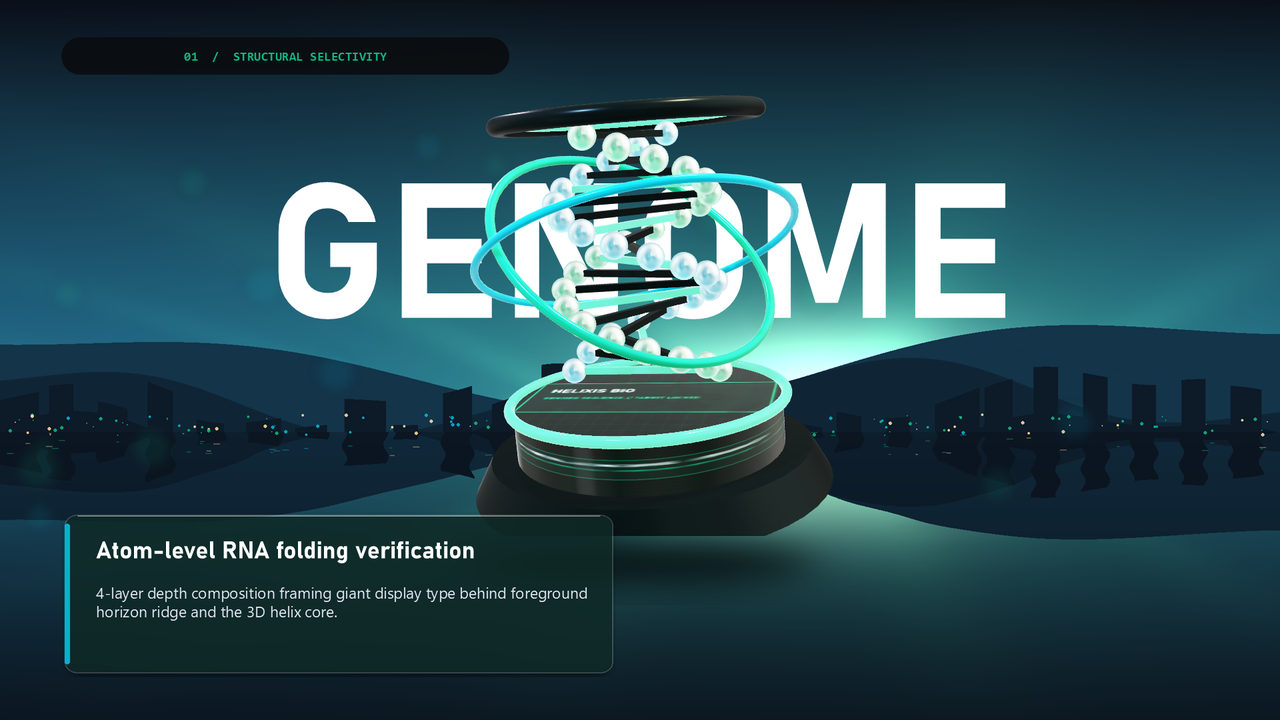 01 / STRUCTURAL SELECTIVITY
GENOME
HELIXIS BIO
Atom-level RNA folding verification
4-layer depth composition framing giant display type behind foreground
horizon ridge and the 3D helix core.